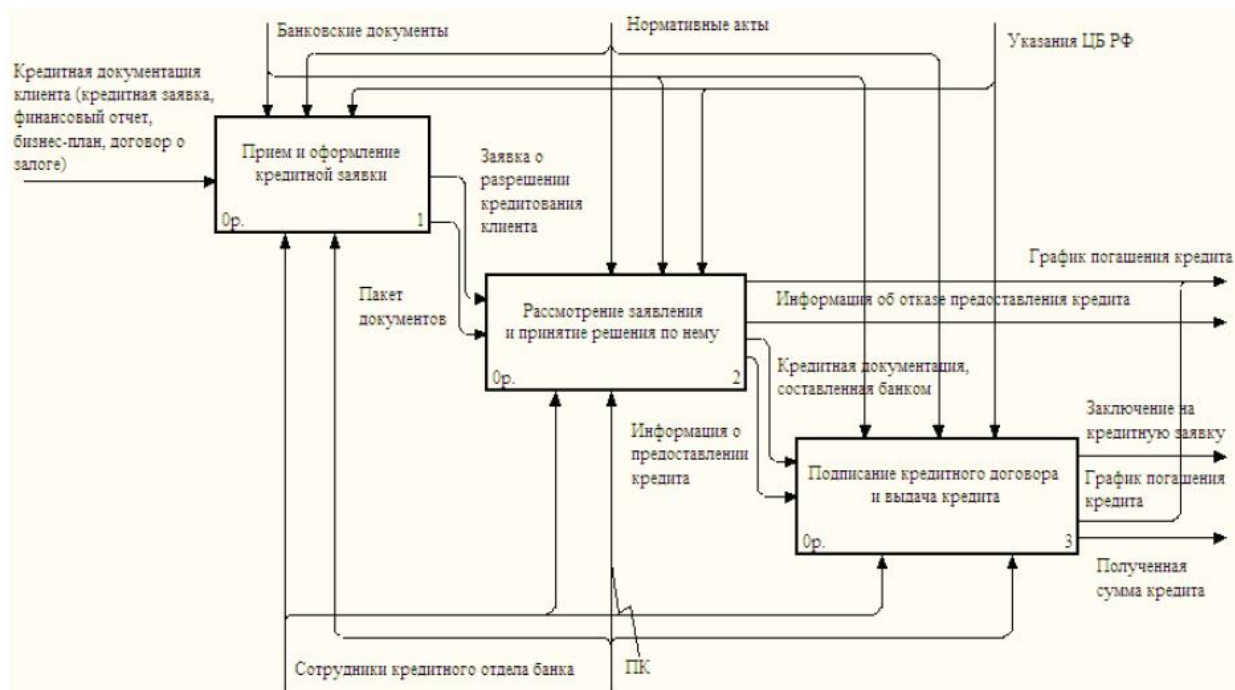 Банковские документы
Нормативные акты
Указания ЦБ РФ
Кредитная документация
клиента (кредитная заявка,
финансовый отчет,
бизнес-план, договор о
залоге)
Прием и оформление
кредитной заявки
0р.
1
Заявка о
разрешении
кредитования
клиента
Пакет
документов
График погашения кредита
Информация об отказе предоставления кредита
Рассмотрение заявления
и принятие решения по нему
0р.
2
Кредитная документация,
составленная банком
Информация о
предоставлении
кредита
Заключение на
кредитную заявку
Подписание кредитного договора
и выдача кредита
0р.
3
График погашения
кредита
Полученная
сумма кредита
Сотрудники кредитного отдела банка
ПК